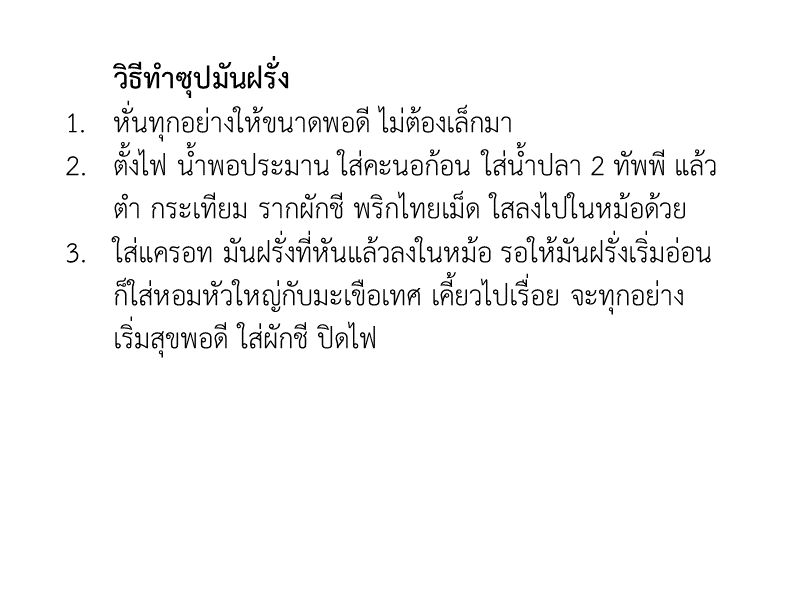 วิธีทำซุปมันฝรั่ง
1. หั่นทุกอย่างให้ขนาดพอดี ไม่ต้องเล็กมา
2. ตั้งไฟ น้ำพอประมาน ใส่คะนอก้อน ใส่น้ำปลา 2 ทัพพี แล้ว
ตำ กระเทียม รากผักชี พริกไทยเม็ด ใสลงไปในหม้อด้วย
3. ใส่แครอท มันฝรั่งที่หันแล้วลงในหม้อ รอให้มันฝรั่งเริ่มอ่อน
ก็ใส่หอมหัวใหญ่กับมะเขือเทศ เคี้ยวไปเรื่อย จะทุกอย่าง
เริ่มสุขพอดี ใส่ผักชี ปิดไฟ